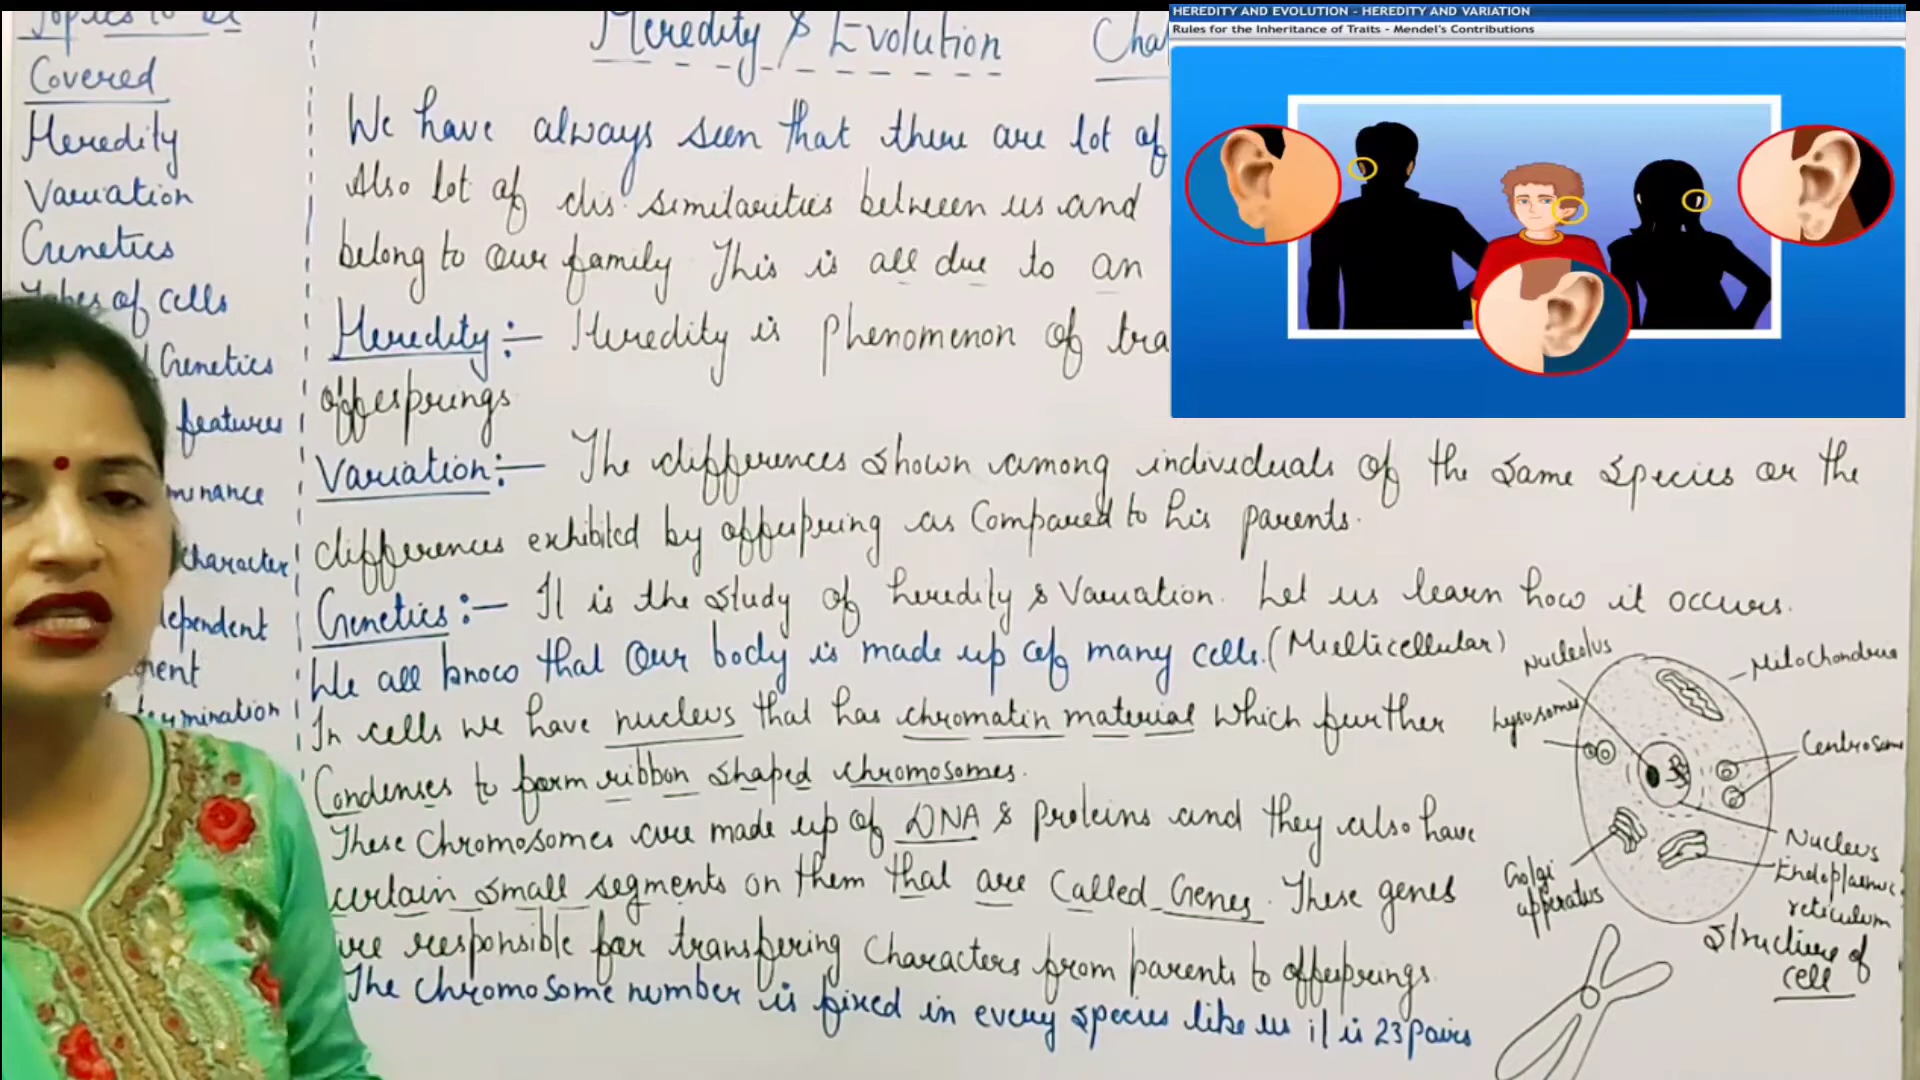 Topics to be
Covered
Heredity
Variation
Genetics
Types of cells
Genetics
features
minance
character
dependent
ment
termination
Heredity & Evolution Cha
We have always seen that there are lot of
Also lot of dis similarities between us and
belong to our family This is all due to an
Heredity :- Heredity is phenomenon of tra
offesprings
Variation :- The differences shown among individuals of the same species or the
differences exhibited by offespring as compared to his parents.
Genetics :- It is the study of heredity & Variation. Let us learn how it occurs.
We all know that our body is made up of many cells. (Multicellular)
In cells we have nucleus that has chromatin material which further
Condenses to form ribbon shaped chromosomes.
These Chromosomes are made up of DNA & proteins and they also have
certain small segments on them that are Called Genes. These genes
are responsible for transfering Characters from parents to offesprings.
The chromosome number is fixed in every species like us it is 23 pairs
HEREDITY AND EVOLUTION - HEREDITY AND VARIATION
Rules for the Inheritance of Traits - Mendel's Contributions
Nucleolus
Mitochondria
Lysosomes
Centrosome
Nucleus
Golgi
apparatus
Endoplasmic
reticulum
Structure of
cell